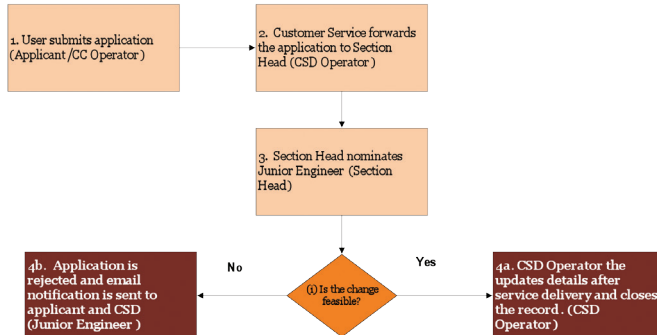 1. User submits application
(Applicant /CC Operator )
2. Customer Service forwards
the application to Section
Head (CSD Operator )
3. Section Head nominates
Junior Engineer (Section
Head)
(i) Is the change
feasible?
No
Yes
4b. Application is
rejected and email
notification is sent to
applicant and CSD
(Junior Engineer )
4a. CSD Operator the
updates details after
service delivery and closes
the record . (CSD
Operator )